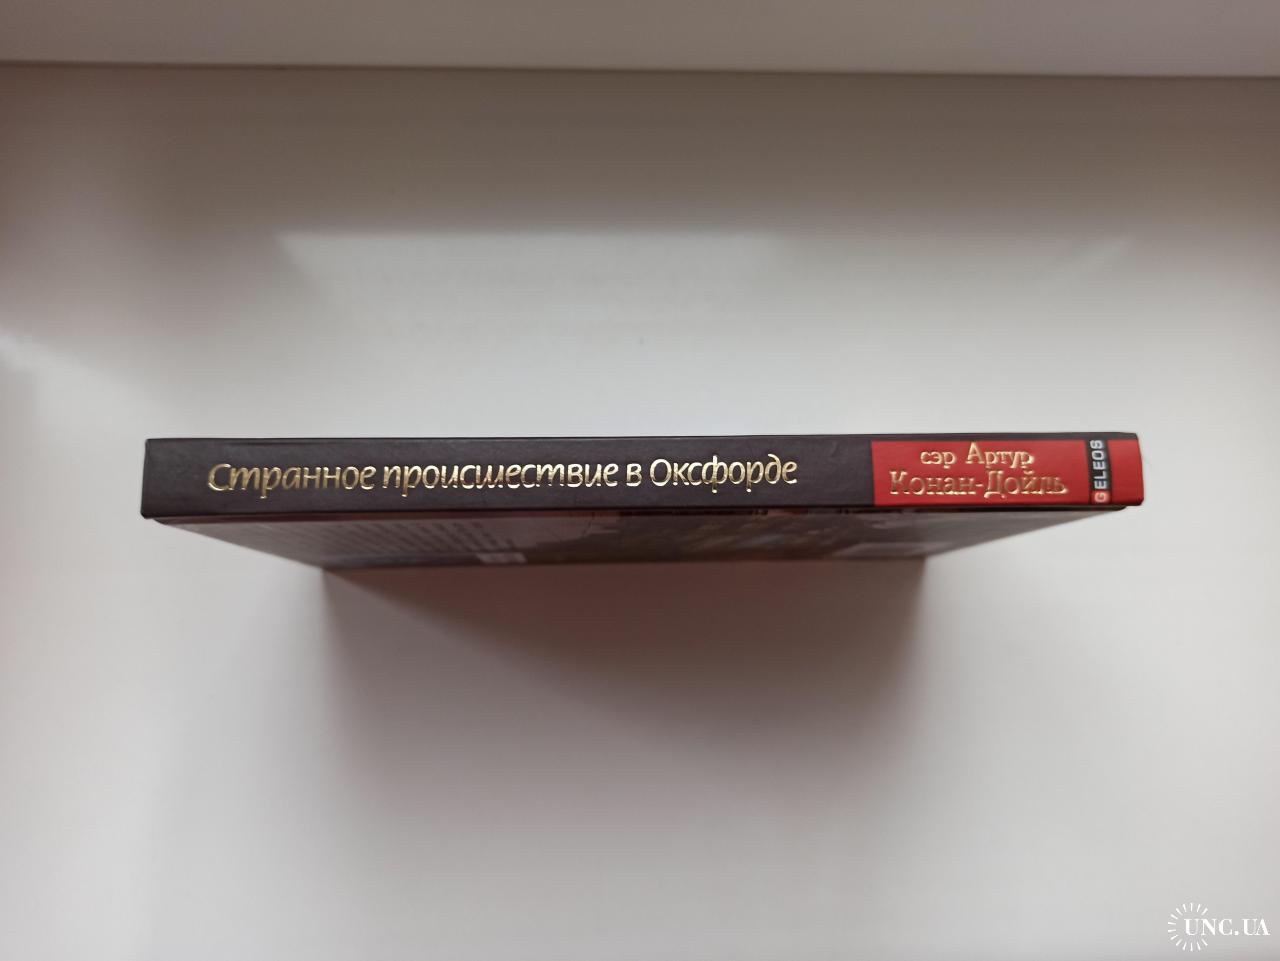 Странное происшествие в Оксфорде
сэр Артур
Конан-Дойль
GELEOS
UNC.UA